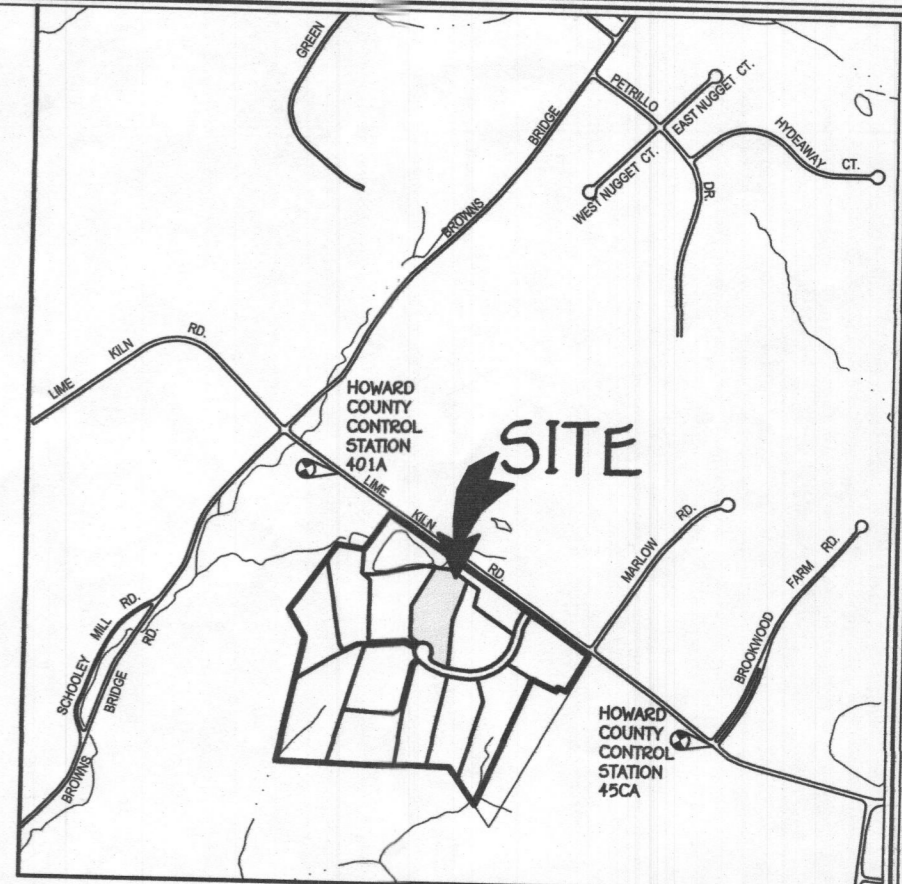 GREEN
BRIDGE
BROWNS
PETRILLO
DR.
EAST NUGGET CT.
WEST NUGGET CT.
HYDEAWAY CT.
LIME KILN RD.
HOWARD
COUNTY
CONTROL
STATION
401A
SITE
LIME KILN RD.
MARLOW RD.
BROOKWOOD FARM RD.
SCHOOLEY MILL RD.
BROWNS BRIDGE RD.
HOWARD
COUNTY
CONTROL
STATION
45CA